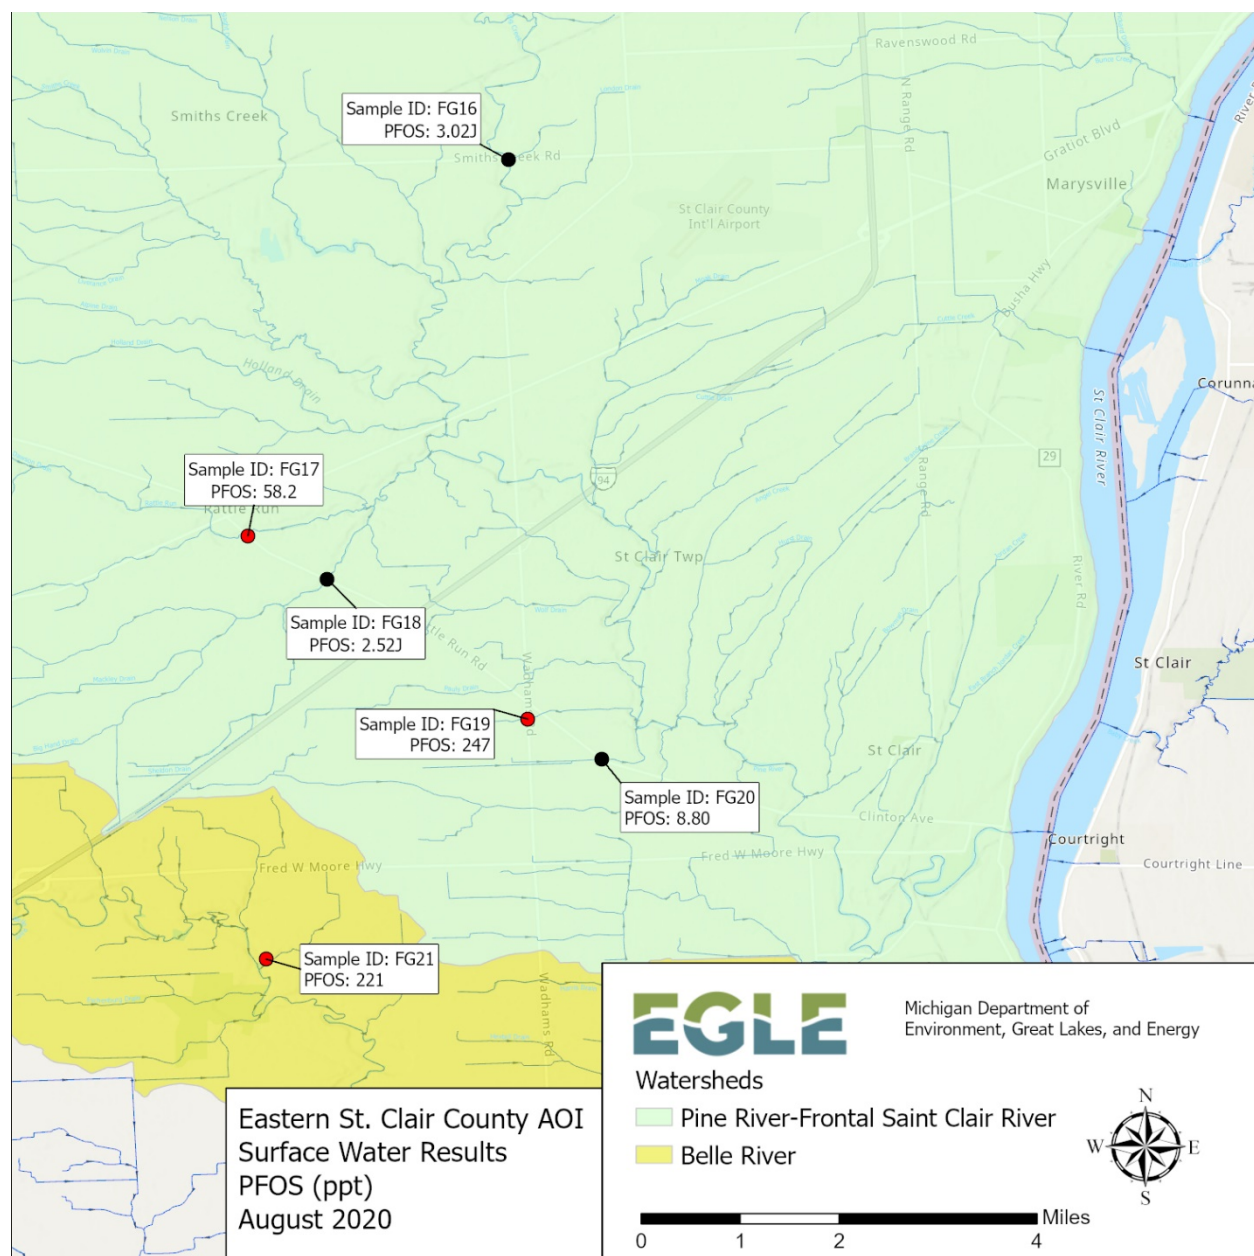 Ravenswood Rd
N Range Rd
Gratiot Blvd
Smiths Creek
Sample ID: FG16
PFOS: 3.02J
Smiths Creek Rd
Marysville
St Clair County
Int'l Airport
Busha Hwy
Holland Drain
Corunna
St Clair River
29
94
Sample ID: FG17
PFOS: 58.2
Rattle Run
Range Rd
St Clair Twp
River Rd
Sample ID: FG18
PFOS: 2.52J
Rattle Run Rd
St Clair
Wadhams Rd
Sample ID: FG19
PFOS: 247
St Clair
Pine River
Sample ID: FG20
PFOS: 8.80
Clinton Ave
Courtright
Fred W Moore Hwy
Fred W Moore Hwy
Courtright Line
Sample ID: FG21
PFOS: 221
Wadhams Rd
EGLE
Michigan Department of
Environment, Great Lakes, and Energy
Watersheds
Pine River-Frontal Saint Clair River
Belle River
N
W E
S
Miles
0 1 2 4
Eastern St. Clair County AOI
Surface Water Results
PFOS (ppt)
August 2020